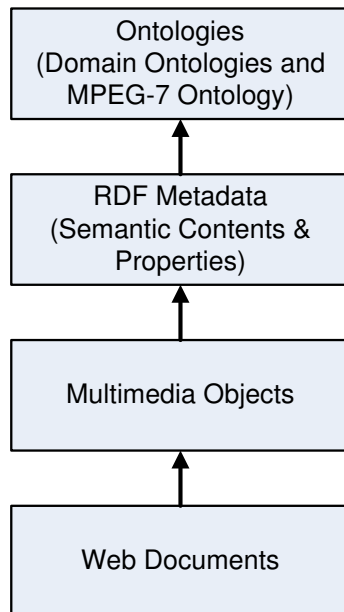 Ontologies
(Domain Ontologies and
MPEG-7 Ontology)
RDF Metadata
(Semantic Contents &
Properties)
Multimedia Objects
Web Documents